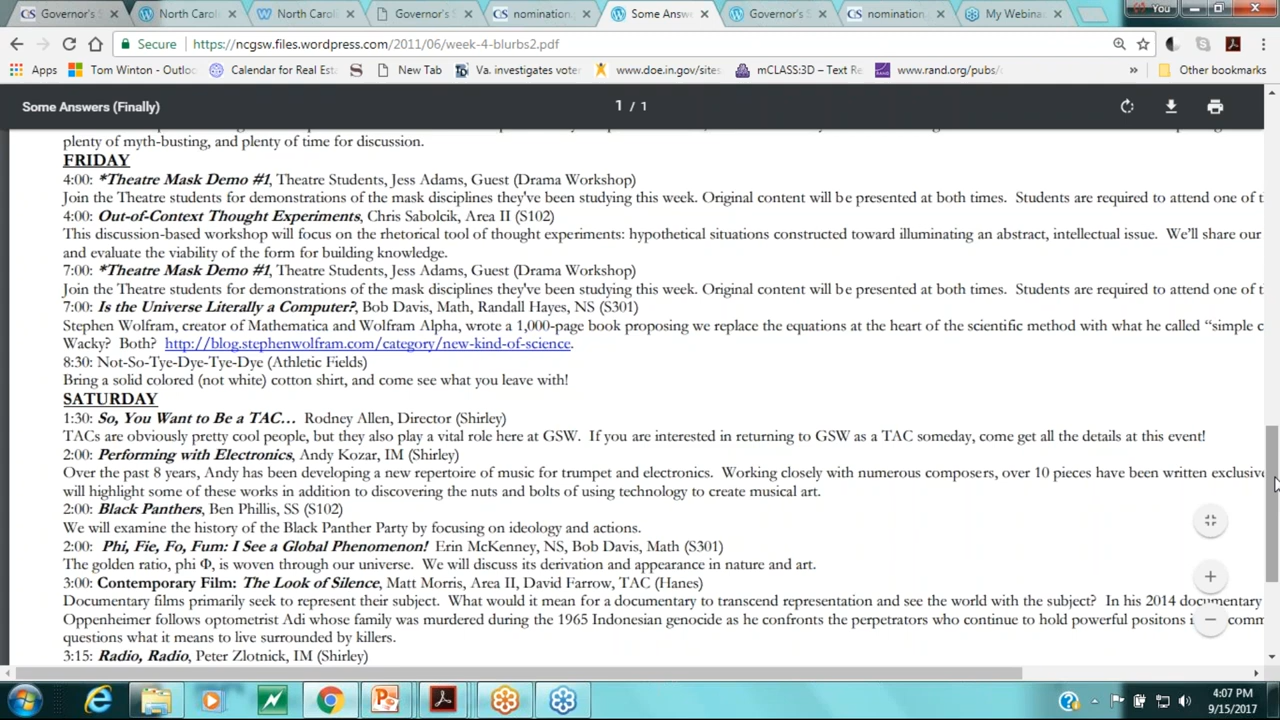 Governor's S
North Carol
North Caroli
Governor's S
nomination
Some Answ
Governor's S
nomination
My Webina
You
Secure
https://ncgsw.files.wordpress.com/2011/06/week-4-blurbs2.pdf
Apps
Tom Winton - Outloo
Calendar for Real Est
New Tab
Va. investigates voter
www.doe.in.gov/sites
mCLASS:3D – Text Re
www.rand.org/pubs/
»
Other bookmarks
Some Answers (Finally)
1 / 1
plenty of myth-busting, and plenty of time for discussion.
FRIDAY
4:00: *Theatre Mask Demo #1, Theatre Students, Jess Adams, Guest (Drama Workshop)
Join the Theatre students for demonstrations of the mask disciplines they've been studying this week. Original content will be presented at both times. Students are required to attend one of t
4:00: Out-of-Context Thought Experiments, Chris Sabolcik, Area II (S102)
This discussion-based workshop will focus on the rhetorical tool of thought experiments: hypothetical situations constructed toward illuminating an abstract, intellectual issue. We'll share our
and evaluate the viability of the form for building knowledge.
7:00: *Theatre Mask Demo #1, Theatre Students, Jess Adams, Guest (Drama Workshop)
Join the Theatre students for demonstrations of the mask disciplines they've been studying this week. Original content will be presented at both times. Students are required to attend one of t
7:00: Is the Universe Literally a Computer?, Bob Davis, Math, Randall Hayes, NS (S301)
Stephen Wolfram, creator of Mathematica and Wolfram Alpha, wrote a 1,000-page book proposing we replace the equations at the heart of the scientific method with what he called “simple c
Wacky? Both? http://blog.stephenwolfram.com/category/new-kind-of-science.
8:30: Not-So-Tye-Dye-Tye-Dye (Athletic Fields)
Bring a solid colored (not white) cotton shirt, and come see what you leave with!
SATURDAY
1:30: So, You Want to Be a TAC… Rodney Allen, Director (Shirley)
TACs are obviously pretty cool people, but they also play a vital role here at GSW. If you are interested in returning to GSW as a TAC someday, come get all the details at this event!
2:00: Performing with Electronics, Andy Kozar, IM (Shirley)
Over the past 8 years, Andy has been developing a new repertoire of music for trumpet and electronics. Working closely with numerous composers, over 10 pieces have been written exclusive
will highlight some of these works in addition to discovering the nuts and bolts of using technology to create musical art.
2:00: Black Panthers, Ben Phillis, SS (S102)
We will examine the history of the Black Panther Party by focusing on ideology and actions.
2:00: Phi, Fie, Fo, Fum: I See a Global Phenomenon! Erin McKenney, NS, Bob Davis, Math (S301)
The golden ratio, phi Φ, is woven through our universe. We will discuss its derivation and appearance in nature and art.
3:00: Contemporary Film: The Look of Silence, Matt Morris, Area II, David Farrow, TAC (Hanes)
Documentary films primarily seek to represent their subject. What would it mean for a documentary to transcend representation and see the world with the subject? In his 2014 documentary
Oppenheimer follows optometrist Adi whose family was murdered during the 1965 Indonesian genocide as he confronts the perpetrators who continue to hold powerful positons
questions what it means to live surrounded by killers.
3:15: Radio, Radio, Peter Zlotnick, IM (Shirley)
4:07 PM
9/15/2017